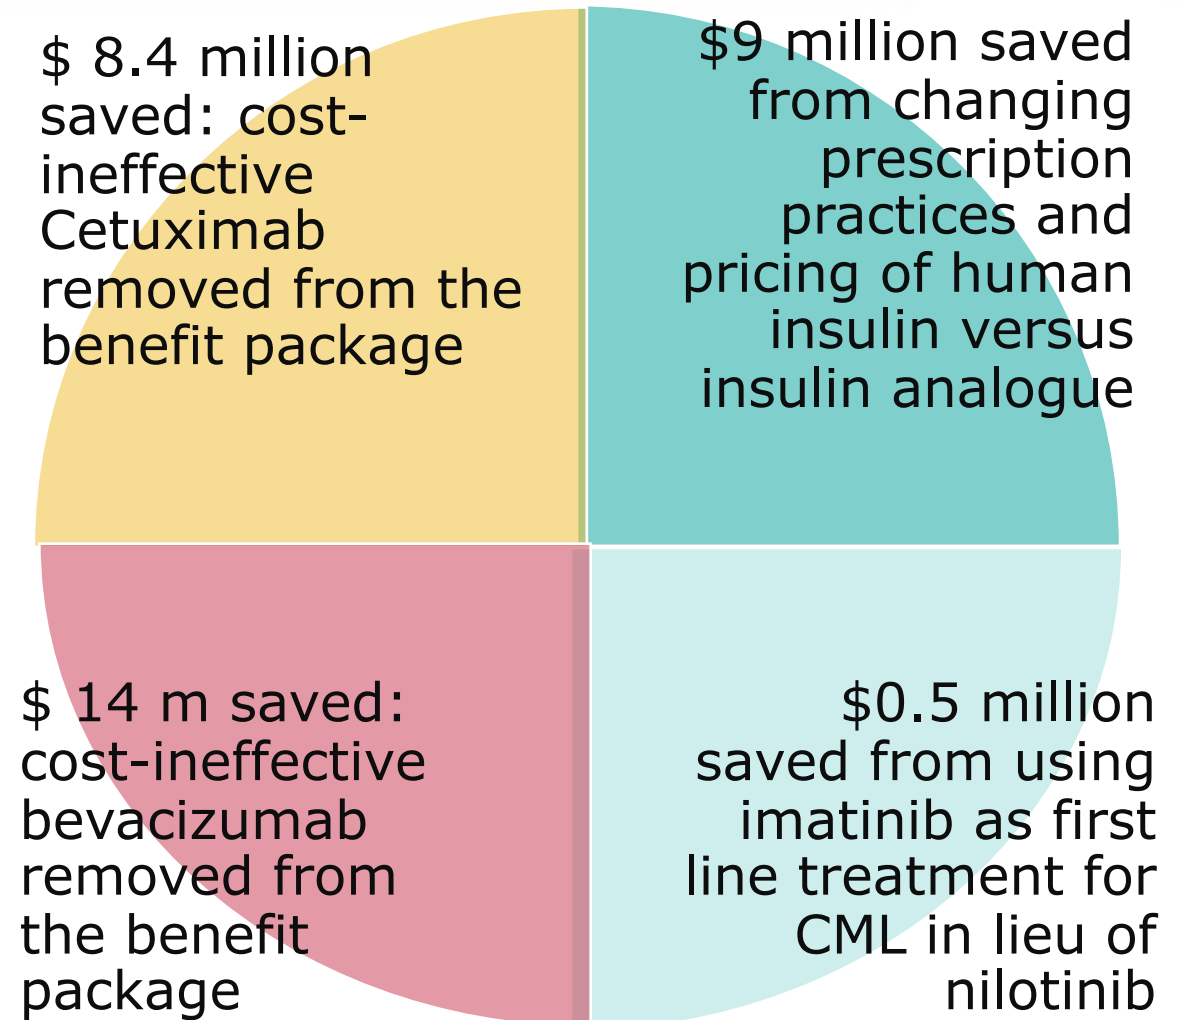 $ 8.4 million
saved: cost-
ineffective
Cetuximab
removed from the
benefit package
$9 million saved
from changing
prescription
practices and
pricing of human
insulin versus
insulin analogue
$ 14 m saved:
cost-ineffective
bevacizumab
removed from
the benefit
package
$0.5 million
saved from using
imatinib as first
line treatment for
CML in lieu of
nilotinib